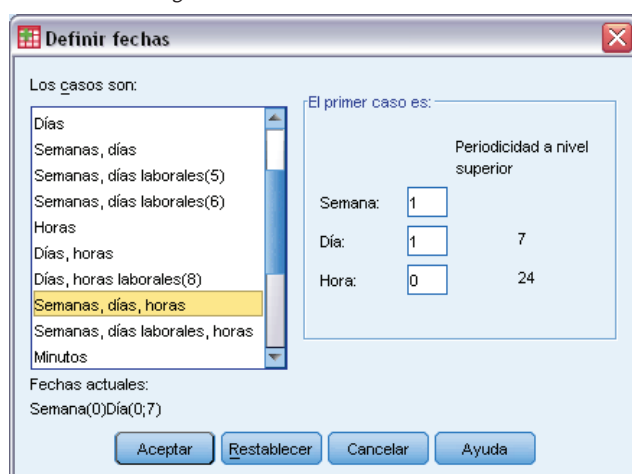 Definir fechas
Los casos son:
Días
Semanas, días
Semanas, días laborales(5)
Semanas, días laborales(6)
Horas
Días, horas
Días, horas laborales(8)
Semanas, días, horas
Semanas, días laborales, horas
Minutos
El primer caso es:
Periodicidad a nivel
superior
Semana: 1
Día: 1 7
Hora: 0 24
Fechas actuales:
Semana(0)Día(0;7)
Aceptar Restablecer Cancelar Ayuda